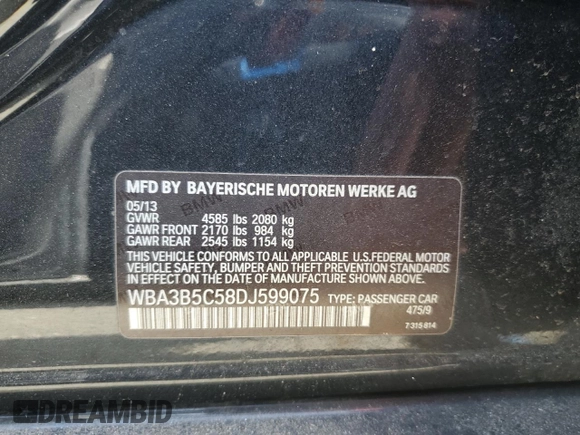 MFD BY BAYERISCHE MOTOREN WERKE AG
05/13
GVWR 4585 lbs 2080 kg
GAWR FRONT 2170 lbs 984 kg
GAWR REAR 2545 lbs 1154 kg
THIS VEHICLE CONFORMS TO ALL APPLICABLE U.S.FEDERAL MOTOR
VEHICLE SAFETY, BUMPER AND THEFT PREVENTION STANDARDS
IN EFFECT ON THE DATE OF MANUFACTURE SHOWN ABOVE.
WBA3B5C58DJ599075 TYPE: PASSENGER CAR
475/9
7 315 814
DREAMBID